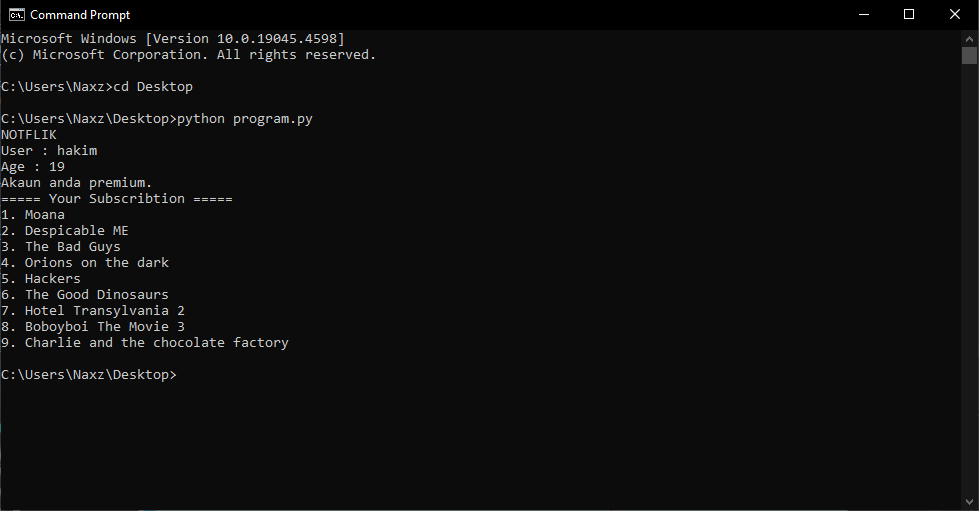 Command Prompt
Microsoft Windows [Version 10.0.19045.4598]
(c) Microsoft Corporation. All rights reserved.
C:\Users\Naxz>cd Desktop
C:\Users\Naxz\Desktop>python program.py
NOTFLIK
User : hakim
Age : 19
Akaun anda premium.
===== Your Subscribtion =====
1. Moana
2. Despicable ME
3. The Bad Guys
4. Orions on the dark
5. Hackers
6. The Good Dinosaurs
7. Hotel Transylvania 2
8. Boboyboi The Movie 3
9. Charlie and the chocolate factory
C:\Users\Naxz\Desktop>